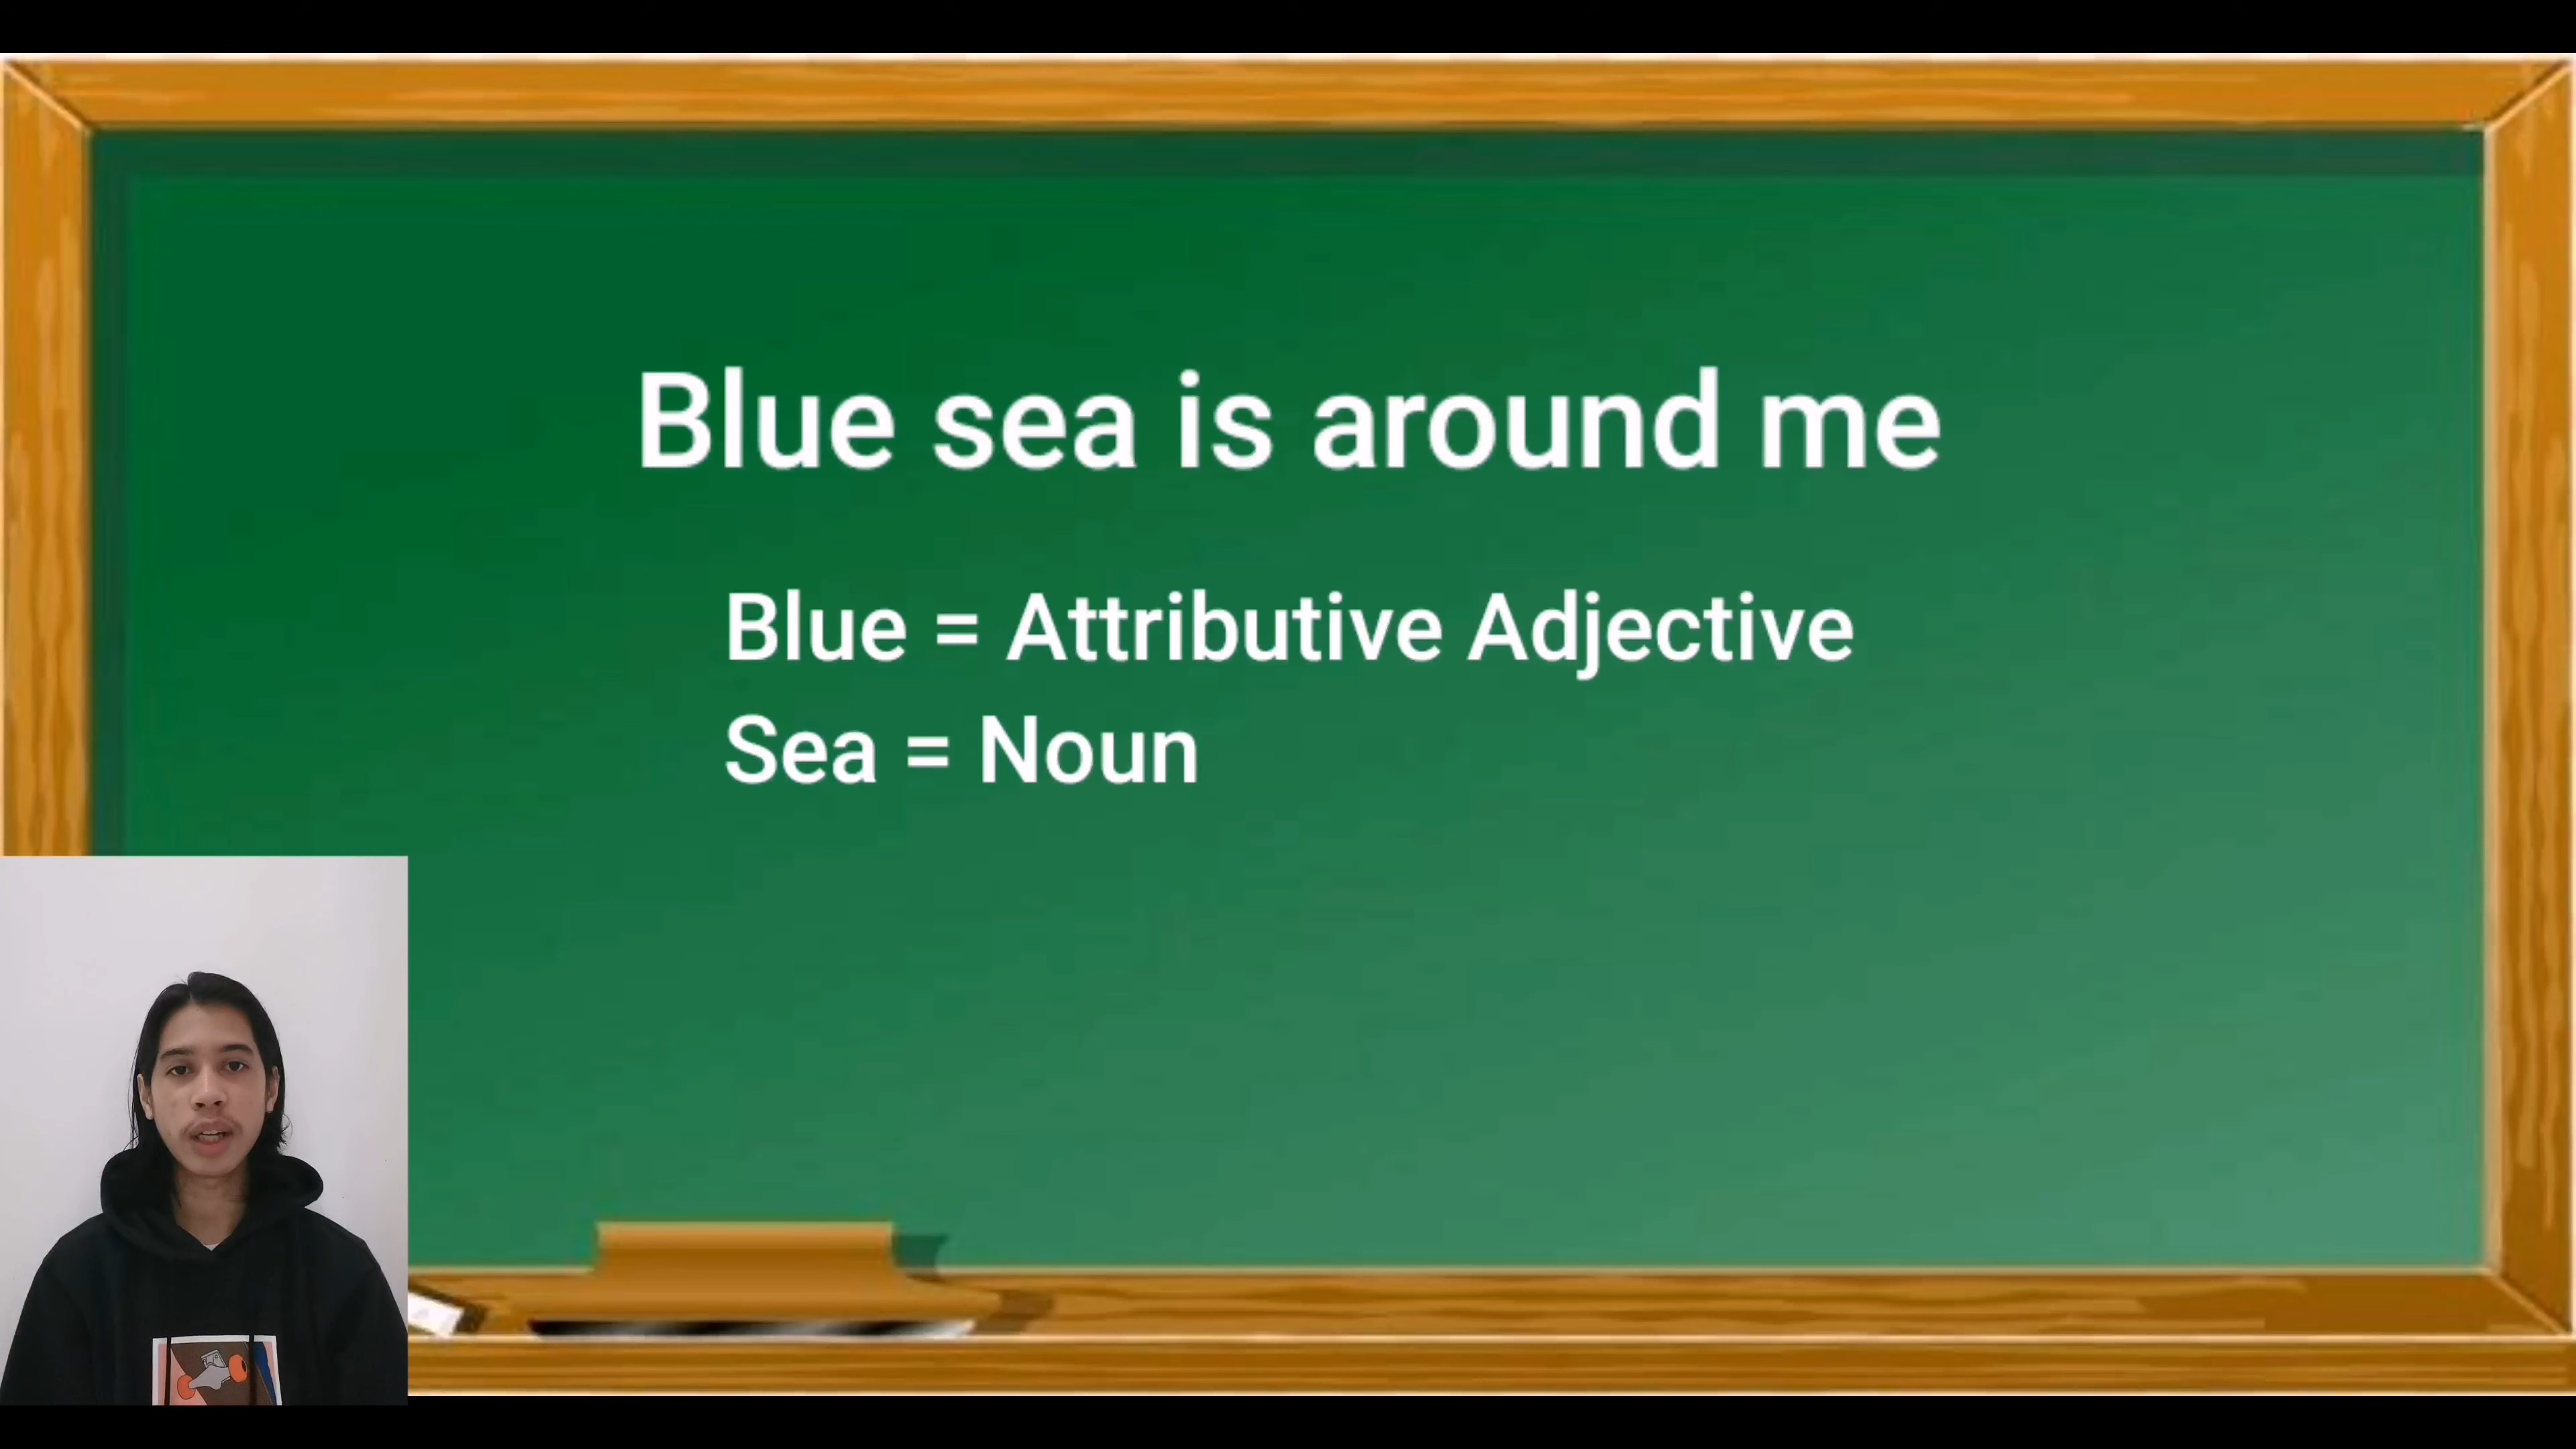 Blue sea is around me
Blue = Attributive Adjective
Sea = Noun